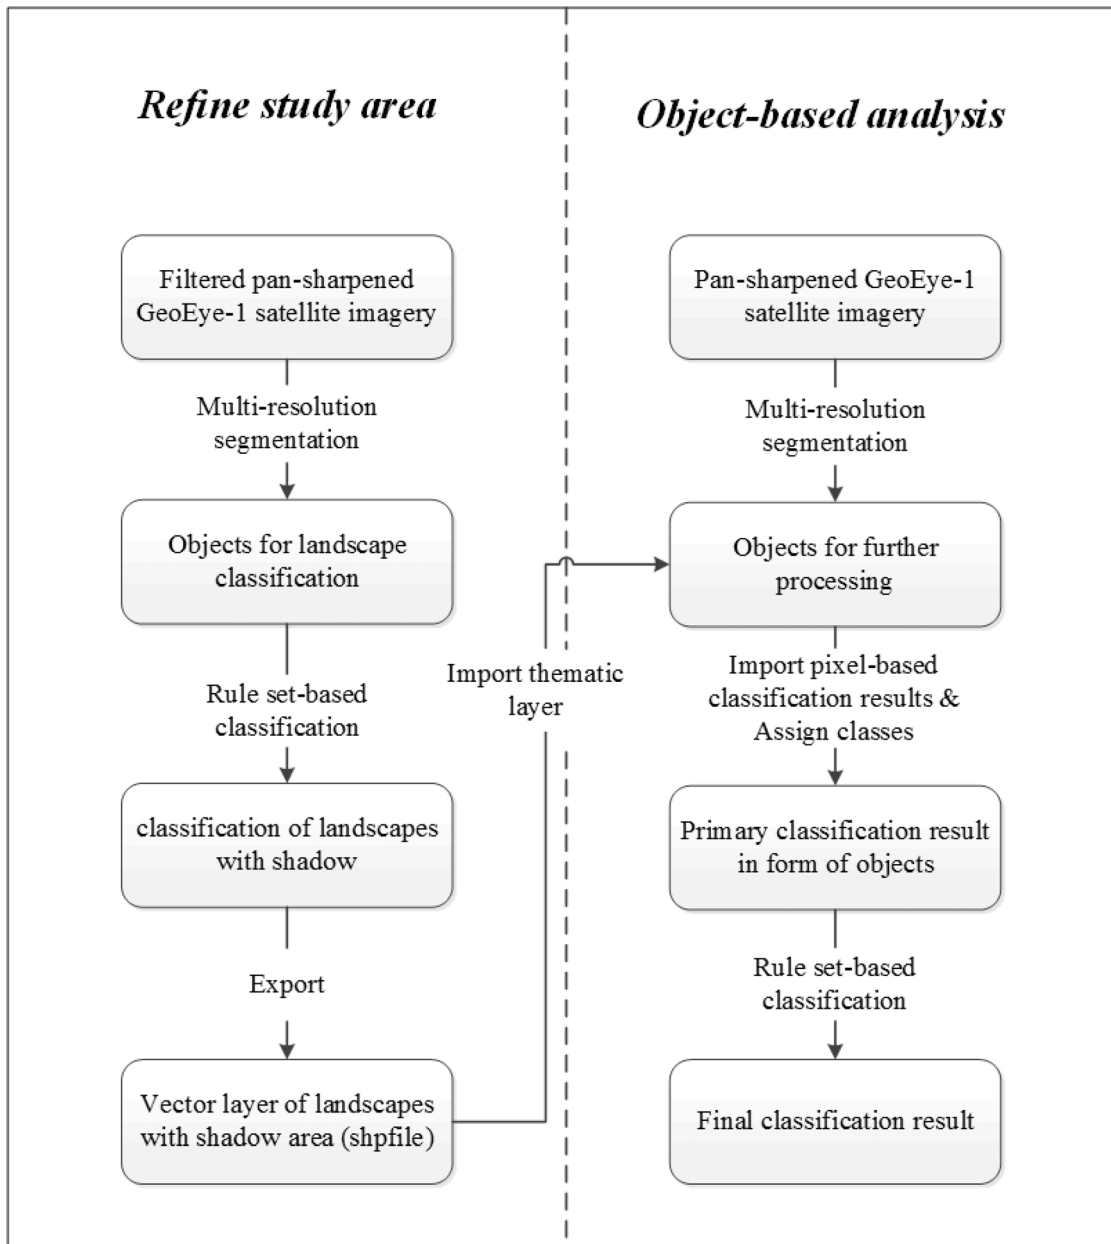 Refine study area
Filtered pan-sharpened
GeoEye-1 satellite imagery
Multi-resolution
segmentation
Objects for landscape
classification
Rule set-based
classification
classification of landscapes
with shadow
Export
Vector layer of landscapes
with shadow area (shpfile)
Import thematic
layer
Object-based analysis
Pan-sharpened GeoEye-1
satellite imagery
Multi-resolution
segmentation
Objects for further
processing
Import pixel-based
classification results &
Assign classes
Primary classification result
in form of objects
Rule set-based
classification
Final classification result